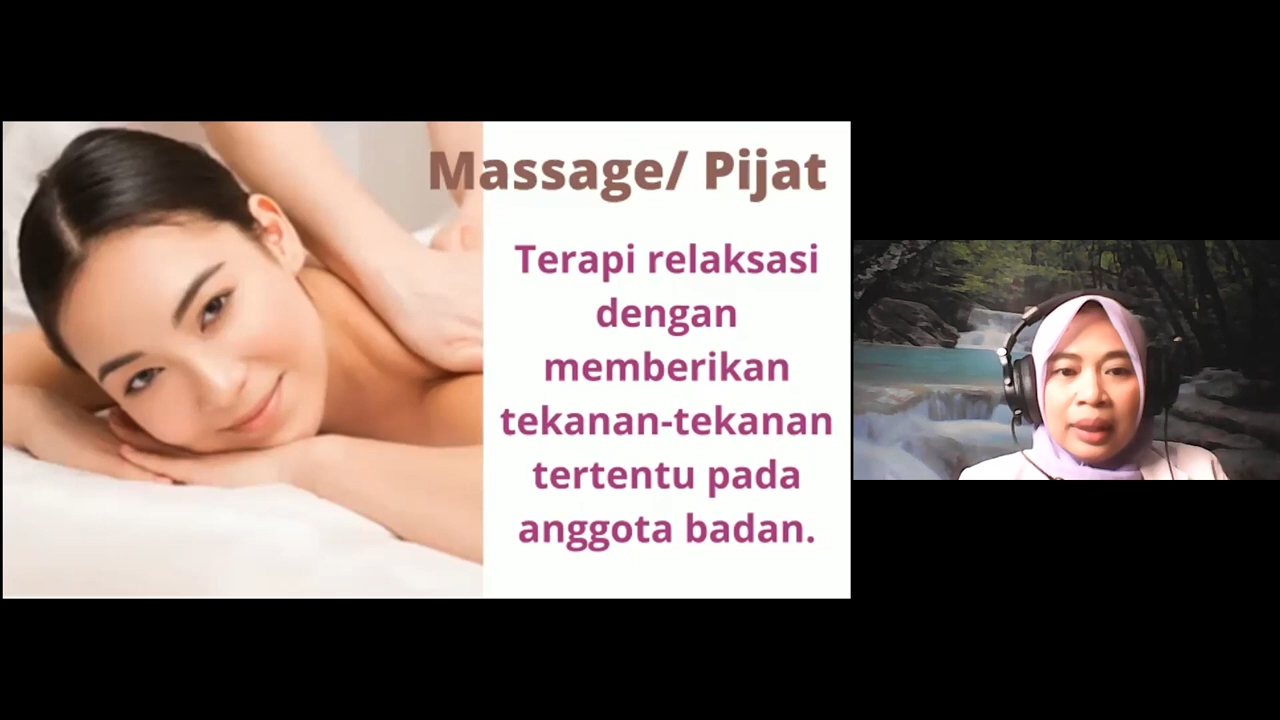 Massage/ Pijat
Terapi relaksasi
dengan
memberikan
tekanan-tekanan
tertentu pada
anggota badan.